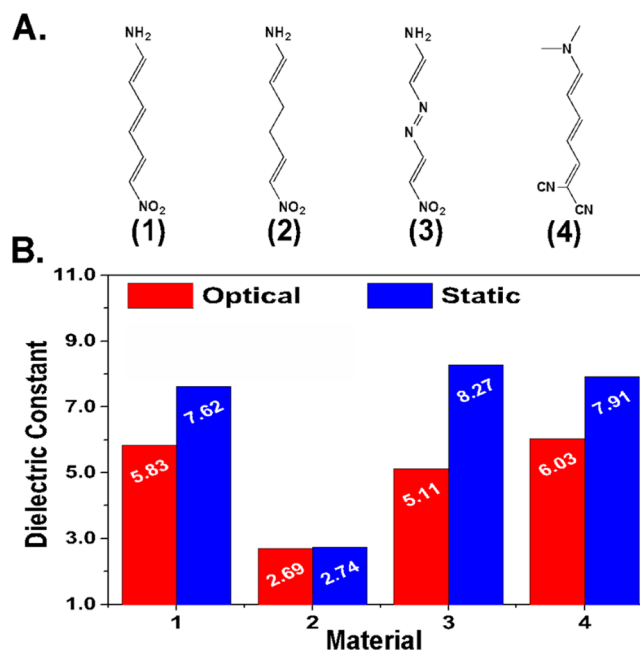 A.
NH2 NH2 NH2 N
N
N
NO2 NO2 NO2 CN CN
(1) (2) (3) (4)
B.
11.0
Optical Static
9.0
7.0
5.0
3.0
1.0
Dielectric Constant
5.83 7.62 2.69 2.74 5.11 8.27 6.03 7.91
1 2 3 4
Material